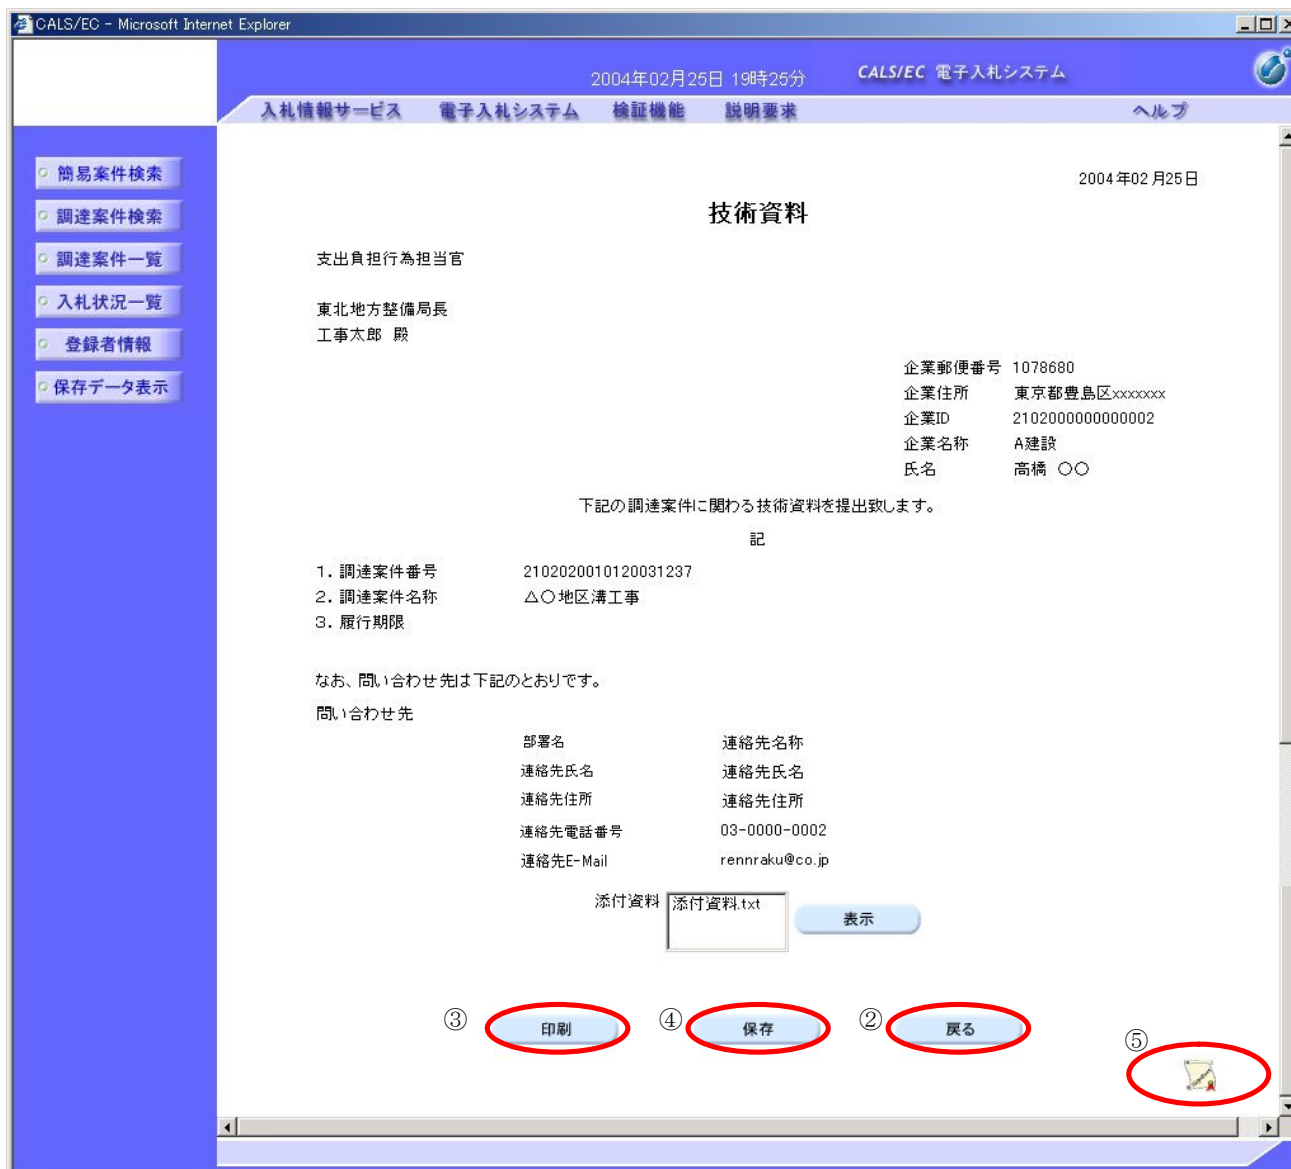 CALS/EC - Microsoft Internet Explorer
2004年02月25日 19時25分
CALS/EC 電子入札システム
入札情報サービス 電子入札システム 検証機能 説明要求 ヘルプ
簡易案件検索
調達案件検索
調達案件一覧
入札状況一覧
登録者情報
保存データ表示
2004年02月25日
技術資料
支出負担行為担当官
東北地方整備局長
工事太郎 殿
企業郵便番号 1078680
企業住所 東京都豊島区xxxxxxx
企業ID 2102000000000002
企業名称 A建設
氏名 高橋 〇〇
下記の調達案件に関わる技術資料を提出致します。
記
1．調達案件番号 2102020010120031237
2．調達案件名称 △〇地区溝工事
3．履行期限
なお、問い合わせ先は下記のとおりです。
問い合わせ先
部署名 連絡先名称
連絡先氏名 連絡先氏名
連絡先住所 連絡先住所
連絡先電話番号 03-0000-0002
連絡先E-Mail rennraku@co.jp
添付資料 添付資料.txt 表示
③ 印刷 ④ 保存 ② 戻る
⑤